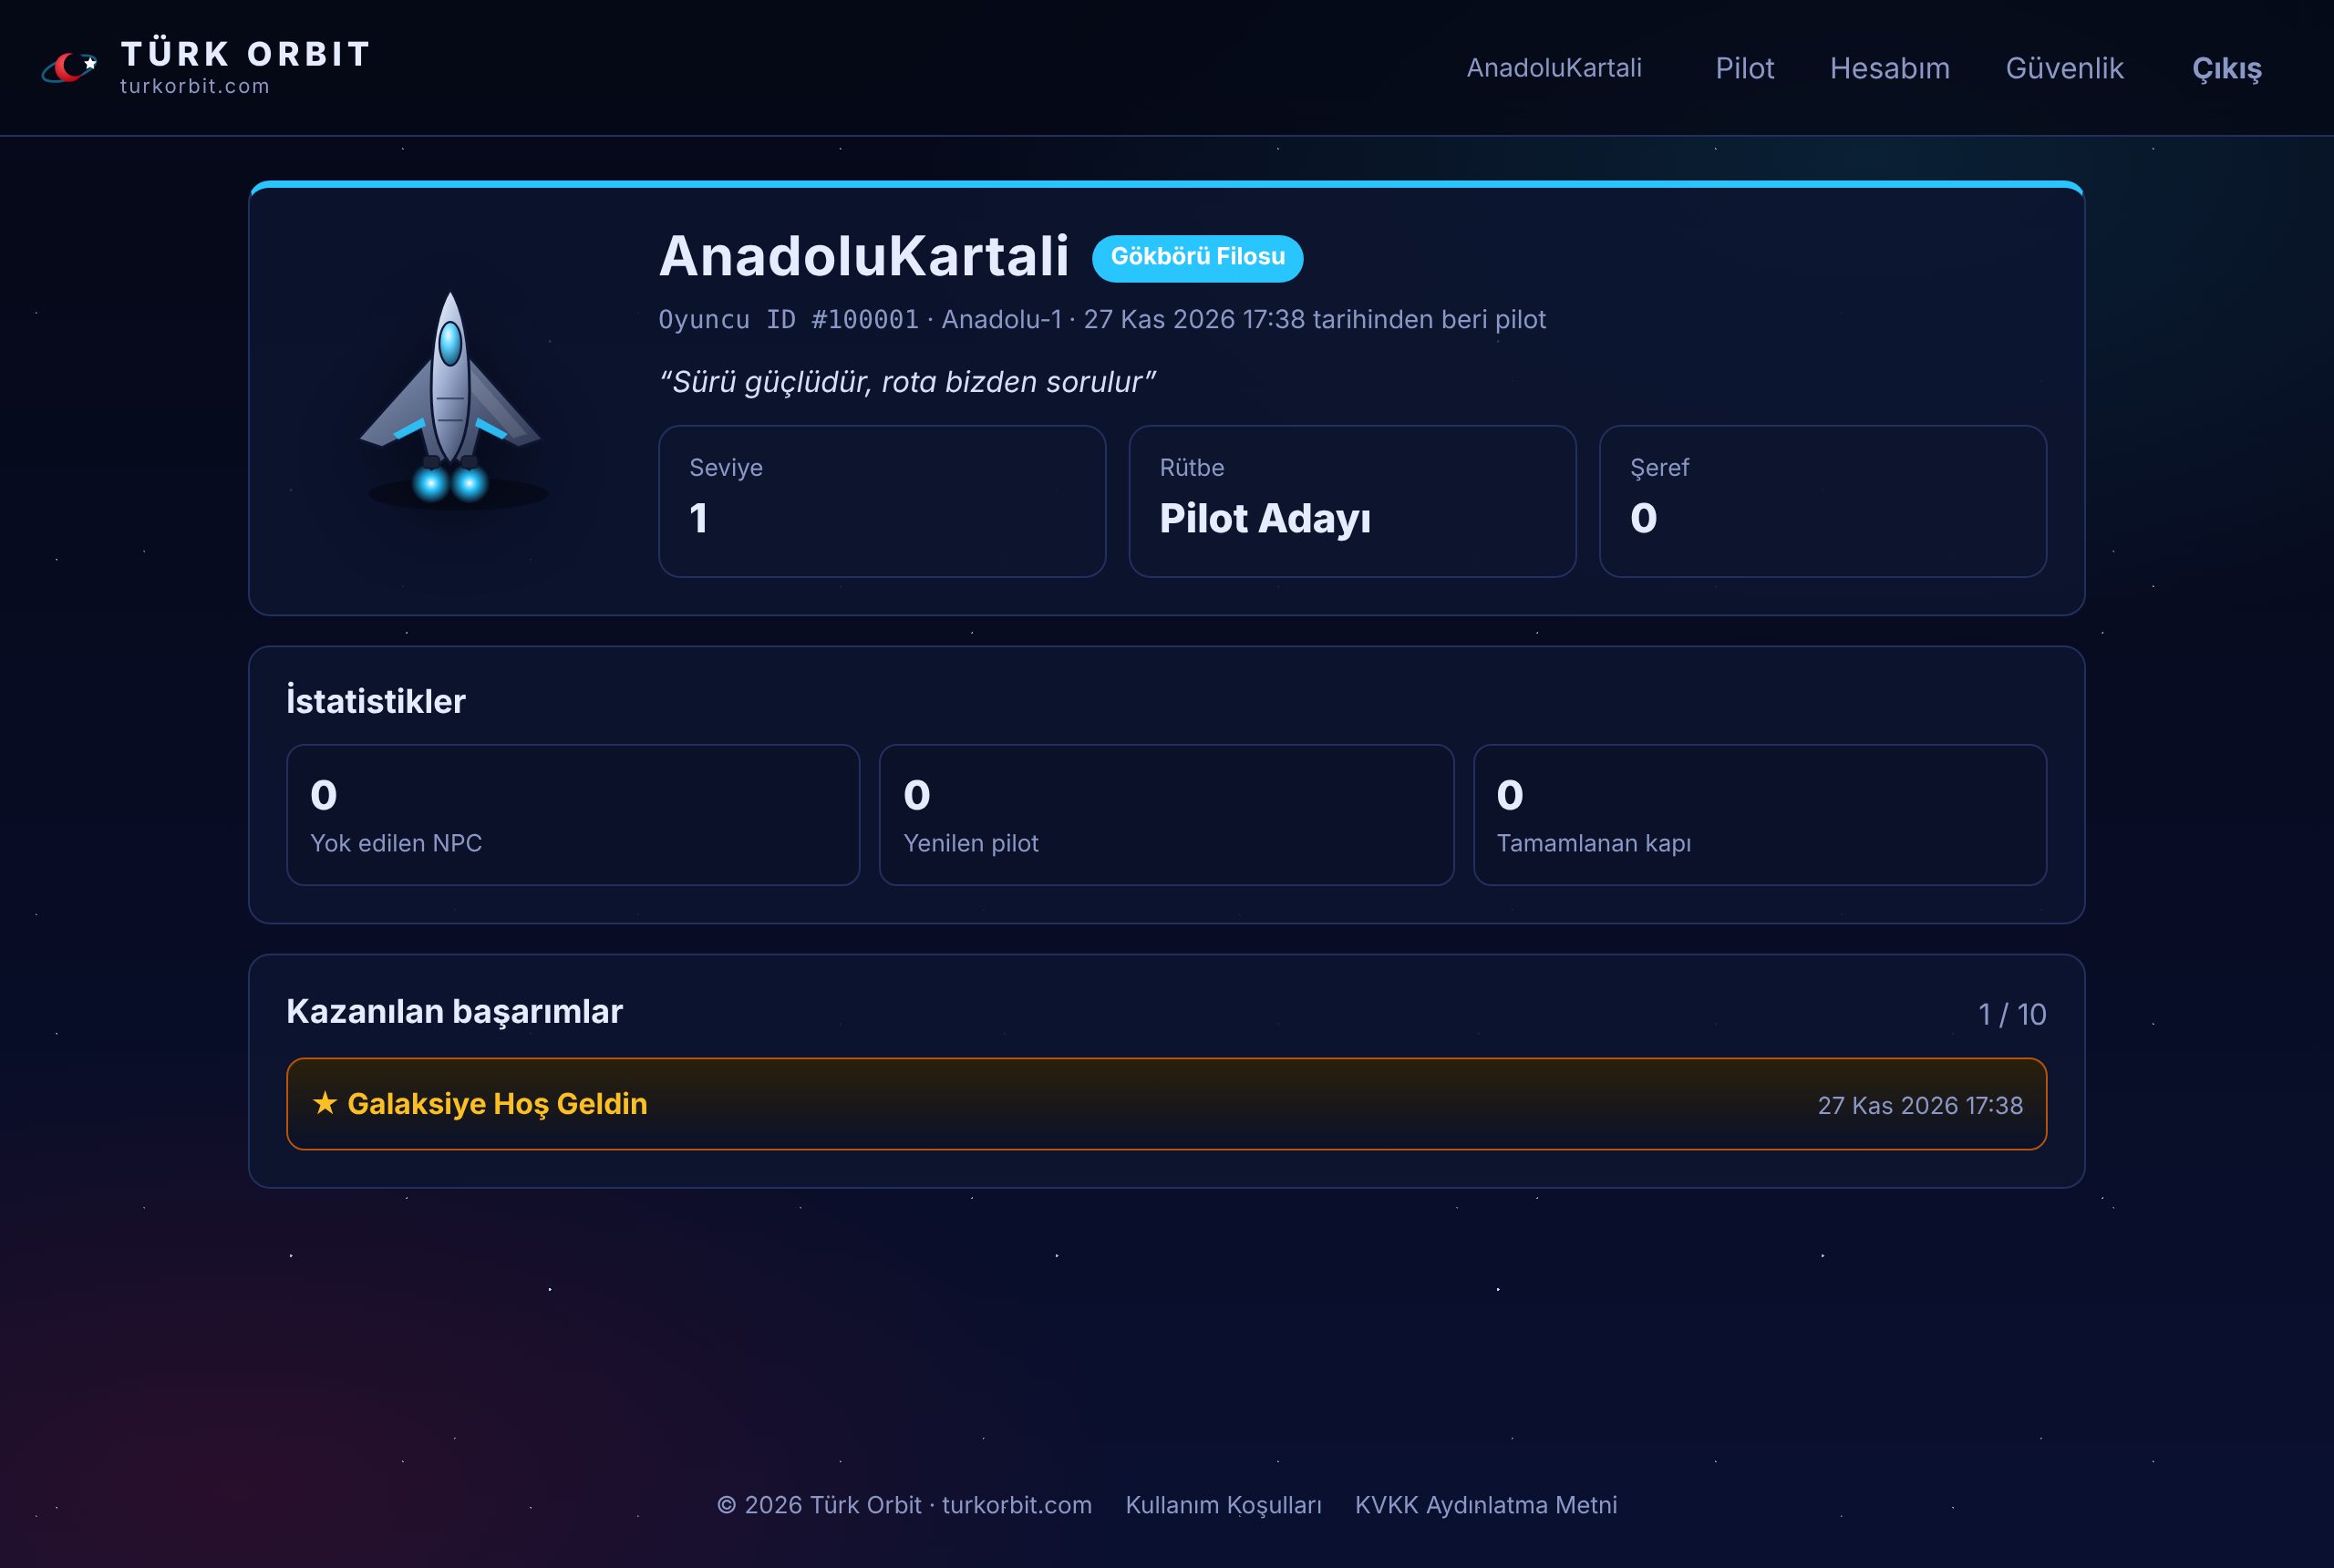 TÜRK ORBIT
turkorbit.com
AnadoluKartali Pilot Hesabım Güvenlik Çıkış
AnadoluKartali Gökbörü Filosu
Oyuncu ID #100001 · Anadolu-1 · 27 Kas 2026 17:38 tarihinden beri pilot
“Sürü güçlüdür, rota bizden sorulur”
Seviye
1
Rütbe
Pilot Adayı
Şeref
0
İstatistikler
0
Yok edilen NPC
0
Yenilen pilot
0
Tamamlanan kapı
Kazanılan başarımlar 1 / 10
★ Galaksiye Hoş Geldin 27 Kas 2026 17:38
© 2026 Türk Orbit · turkorbit.com Kullanım Koşulları KVKK Aydınlatma Metni